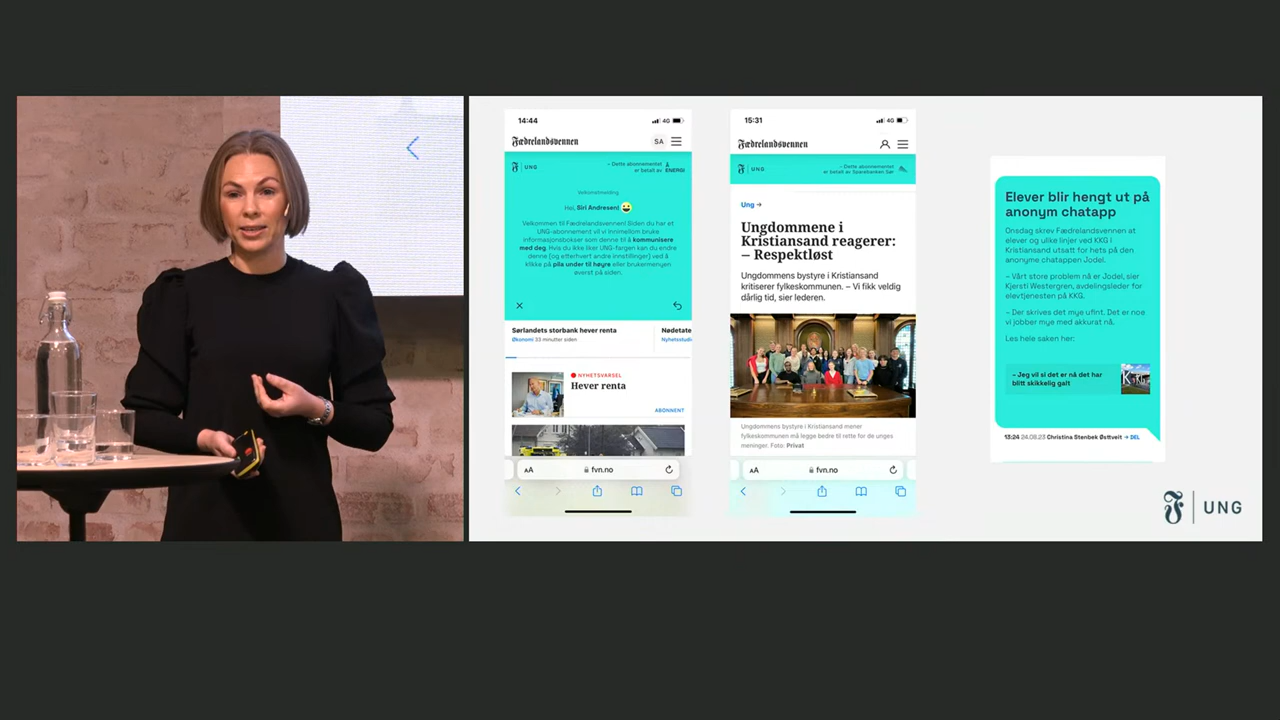 14:44
4G
Fædrelandsvennen
SA
UNG
– Dette abonnementet
er betalt av ENERGI
Velkomstmelding
Hei, Siri Andresen! 😀
Velkommen til Fædrelandsvennen! Siden du har et
UNG-abonnement vil vi innimellom bruke
informasjonsbokser som denne til å kommunisere
med deg. Hvis du ikke liker UNG-fargen kan du endre
denne (og etterhvert andre innstillinger) ved å
klikke på pila under til høyre eller brukermenyen
øverst på siden.
Sørlandets storbank hever renta
Økonomi 33 minutter siden
Nødetate
Nyhetsstudi
NYHETSVARSEL
Hever renta
ABONNENT
AA
fvn.no
15:31
4G
Fædrelandsvennen
UNG
– Dette abonnementet
er betalt av Sparebanken Sør
Ung →
Ungdommene i
Kristiansand reagerer:
– Respektløst
Ungdommens bystyre i Kristiansand
kritiserer fylkeskommunen. – Vi fikk veldig
dårlig tid, sier lederen.
Ungdommens bystyre i Kristiansand mener
fylkeskommunen må legge bedre til rette for de unges
meninger. Foto: Privat
AA
fvn.no
Elever blir hengt ut på
anonym chatapp
Onsdag skrev Fædrelandsvennen at
elever og ulike linjer ved KKG i
Kristiansand utsatt for hets på den
anonyme chatappen Jodel.
– Vårt store problem nå er Jodel, sier
Kjersti Westergren, avdelingsleder for
elevtjenesten på KKG.
– Der skrives det mye ufint. Det er noe
vi jobber mye med akkurat nå.
Les hele saken her:
– Jeg vil si det er nå det har
blitt skikkelig galt
13:24 24.08.23 Christina Stenbek Østtveit → DEL
UNG